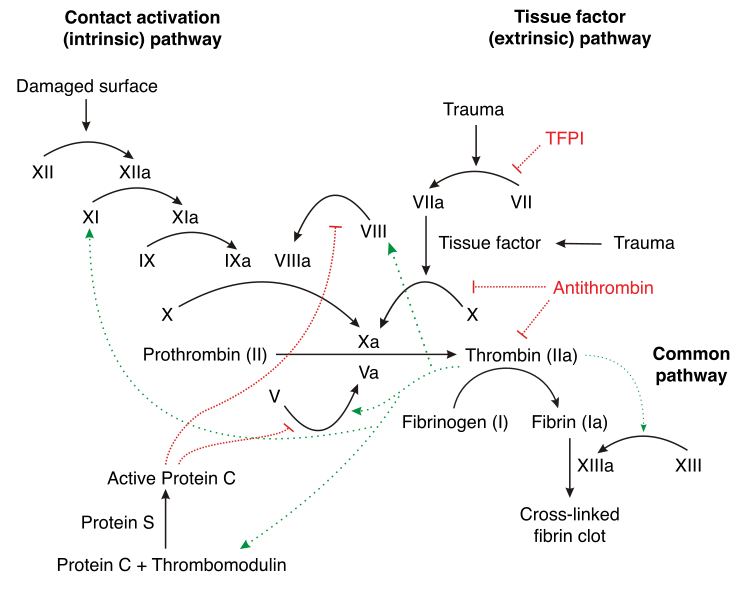 Contact activation
(intrinsic) pathway
Tissue factor
(extrinsic) pathway
Damaged surface
Trauma
TFPI
XII
XIIa
VIIa
VII
XI
XIa
VIII
Tissue factor
Trauma
IX
IXa
VIIIa
Antithrombin
X
X
Xa
Prothrombin (II)
Thrombin (IIa)
Common
pathway
Va
V
Fibrinogen (I)
Fibrin (Ia)
XIIIa
XIII
Active Protein C
Cross-linked
fibrin clot
Protein S
Protein C + Thrombomodulin